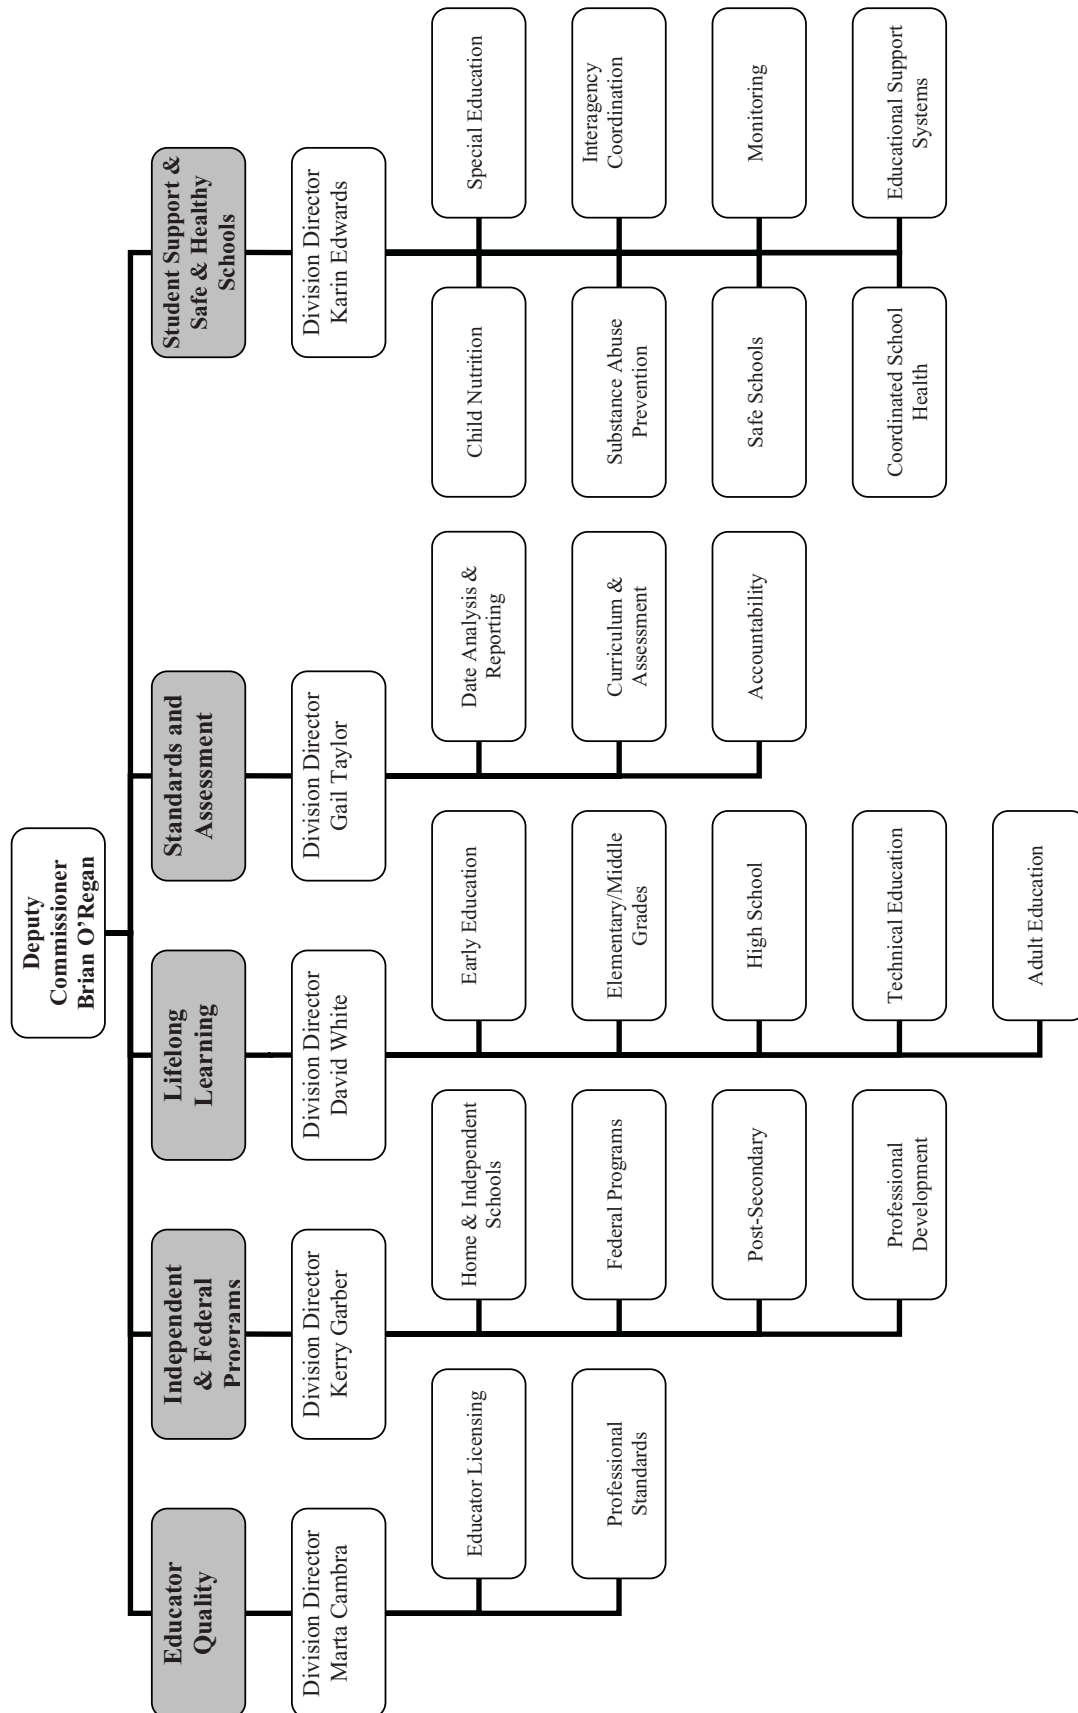 Deputy
Commissioner
Brian O’Regan
Educator
Quality
Division Director
Marta Cambra
Educator Licensing
Professional
Standards
Independent
& Federal
Programs
Division Director
Kerry Garber
Home & Independent
Schools
Federal Programs
Post-Secondary
Professional
Development
Lifelong
Learning
Division Director
David White
Early Education
Elementary/Middle
Grades
High School
Technical Education
Adult Education
Standards and
Assessment
Division Director
Gail Taylor
Date Analysis &
Reporting
Curriculum &
Assessment
Accountability
Student Support &
Safe & Healthy
Schools
Division Director
Karin Edwards
Child Nutrition
Special Education
Substance Abuse
Prevention
Interagency
Coordination
Safe Schools
Monitoring
Coordinated School
Health
Educational Support
Systems